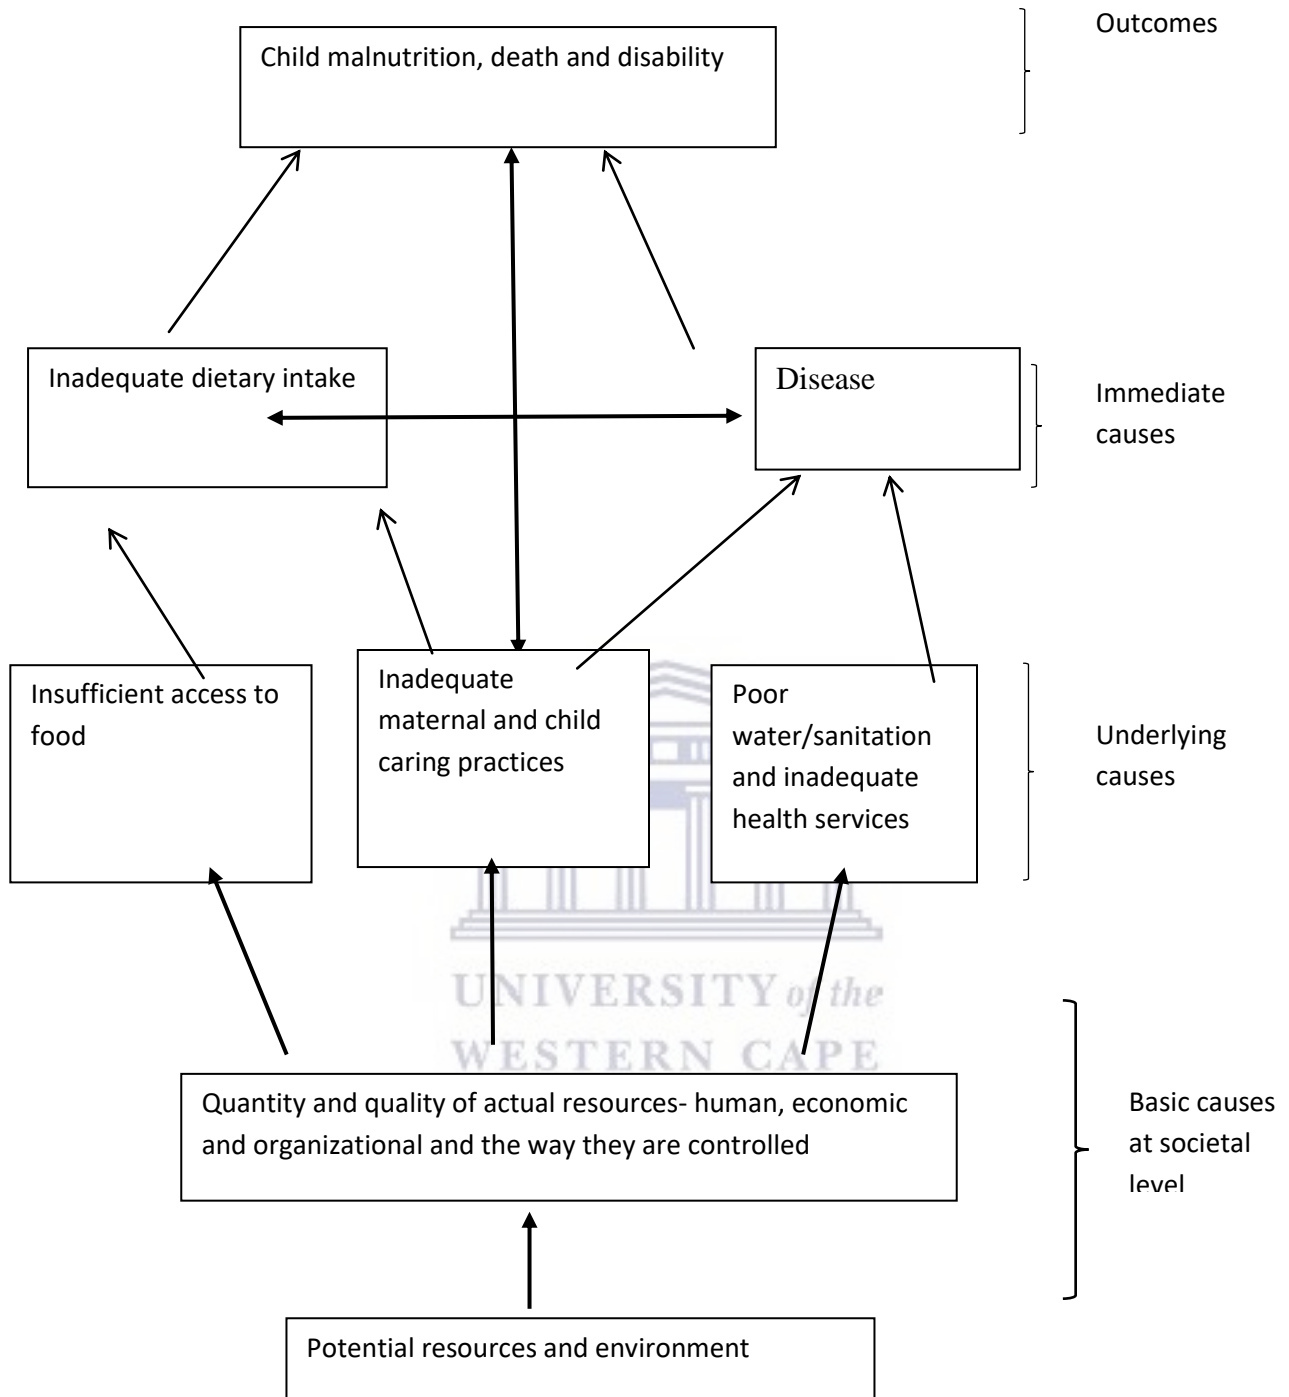 Outcomes
Child malnutrition, death and disability
Inadequate dietary intake
Disease
Immediate
causes
Insufficient access to
food
Inadequate
maternal and child
caring practices
Poor
water/sanitation
and inadequate
health services
Underlying
causes
UNIVERSITY of the
WESTERN CAPE
Quantity and quality of actual resources- human, economic
and organizational and the way they are controlled
Basic causes
at societal
level
Potential resources and environment